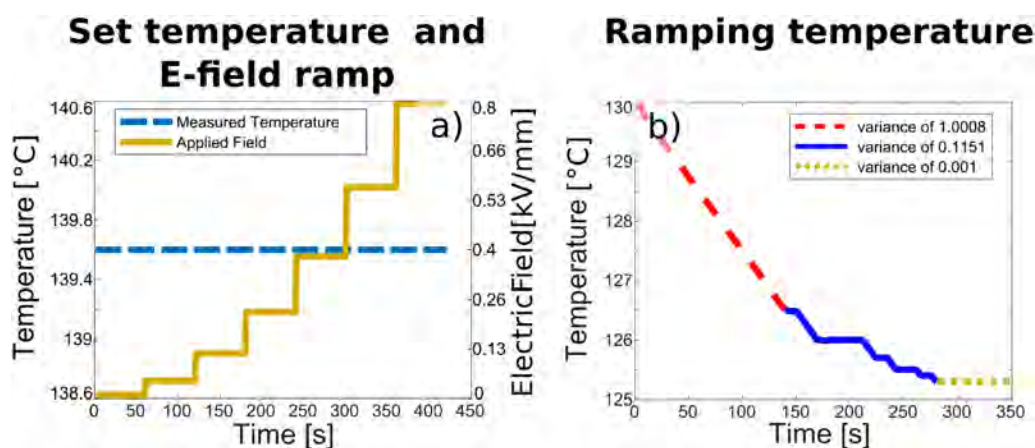 Set temperature and
E-field ramp
Ramping temperature
140.6
140.2
139.8
139.4
139
138.6
Temperature [°C]
Measured Temperature
Applied Field
a)
0.8
0.66
0.53
0.4
0.26
0.13
0
ElectricField[kV/mm]
0 50 100 150 200 250 300 350 400 450
Time [s]
130
129
128
127
126
125
Temperature [°C]
b)
variance of 1.0008
variance of 0.1151
variance of 0.001
0 50 100 150 200 250 300 350
Time [s]